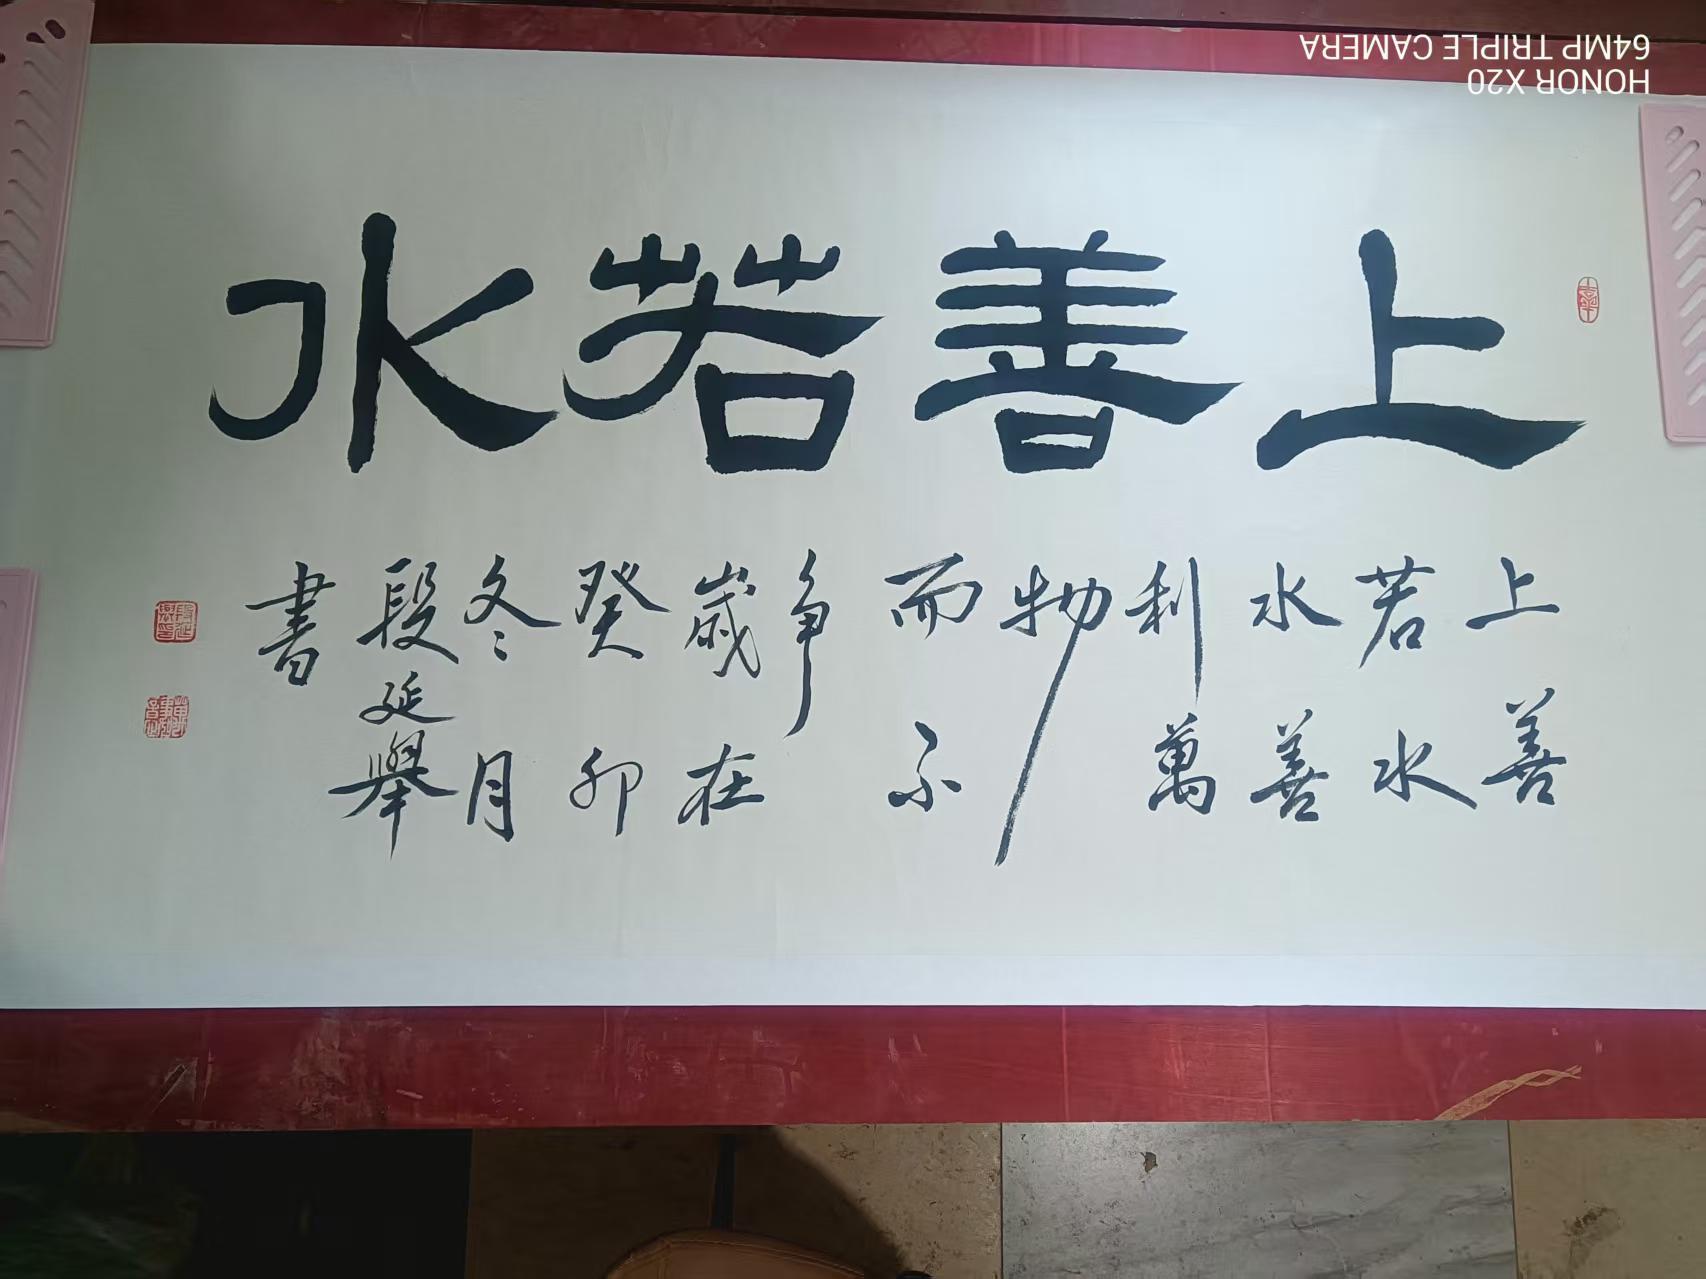 上善若水
上善
若水
水善
利萬
物
而不
争
歲在
癸卯
冬月
段延舉
書
HONOR X20
64MP TRIPLE CAMERA